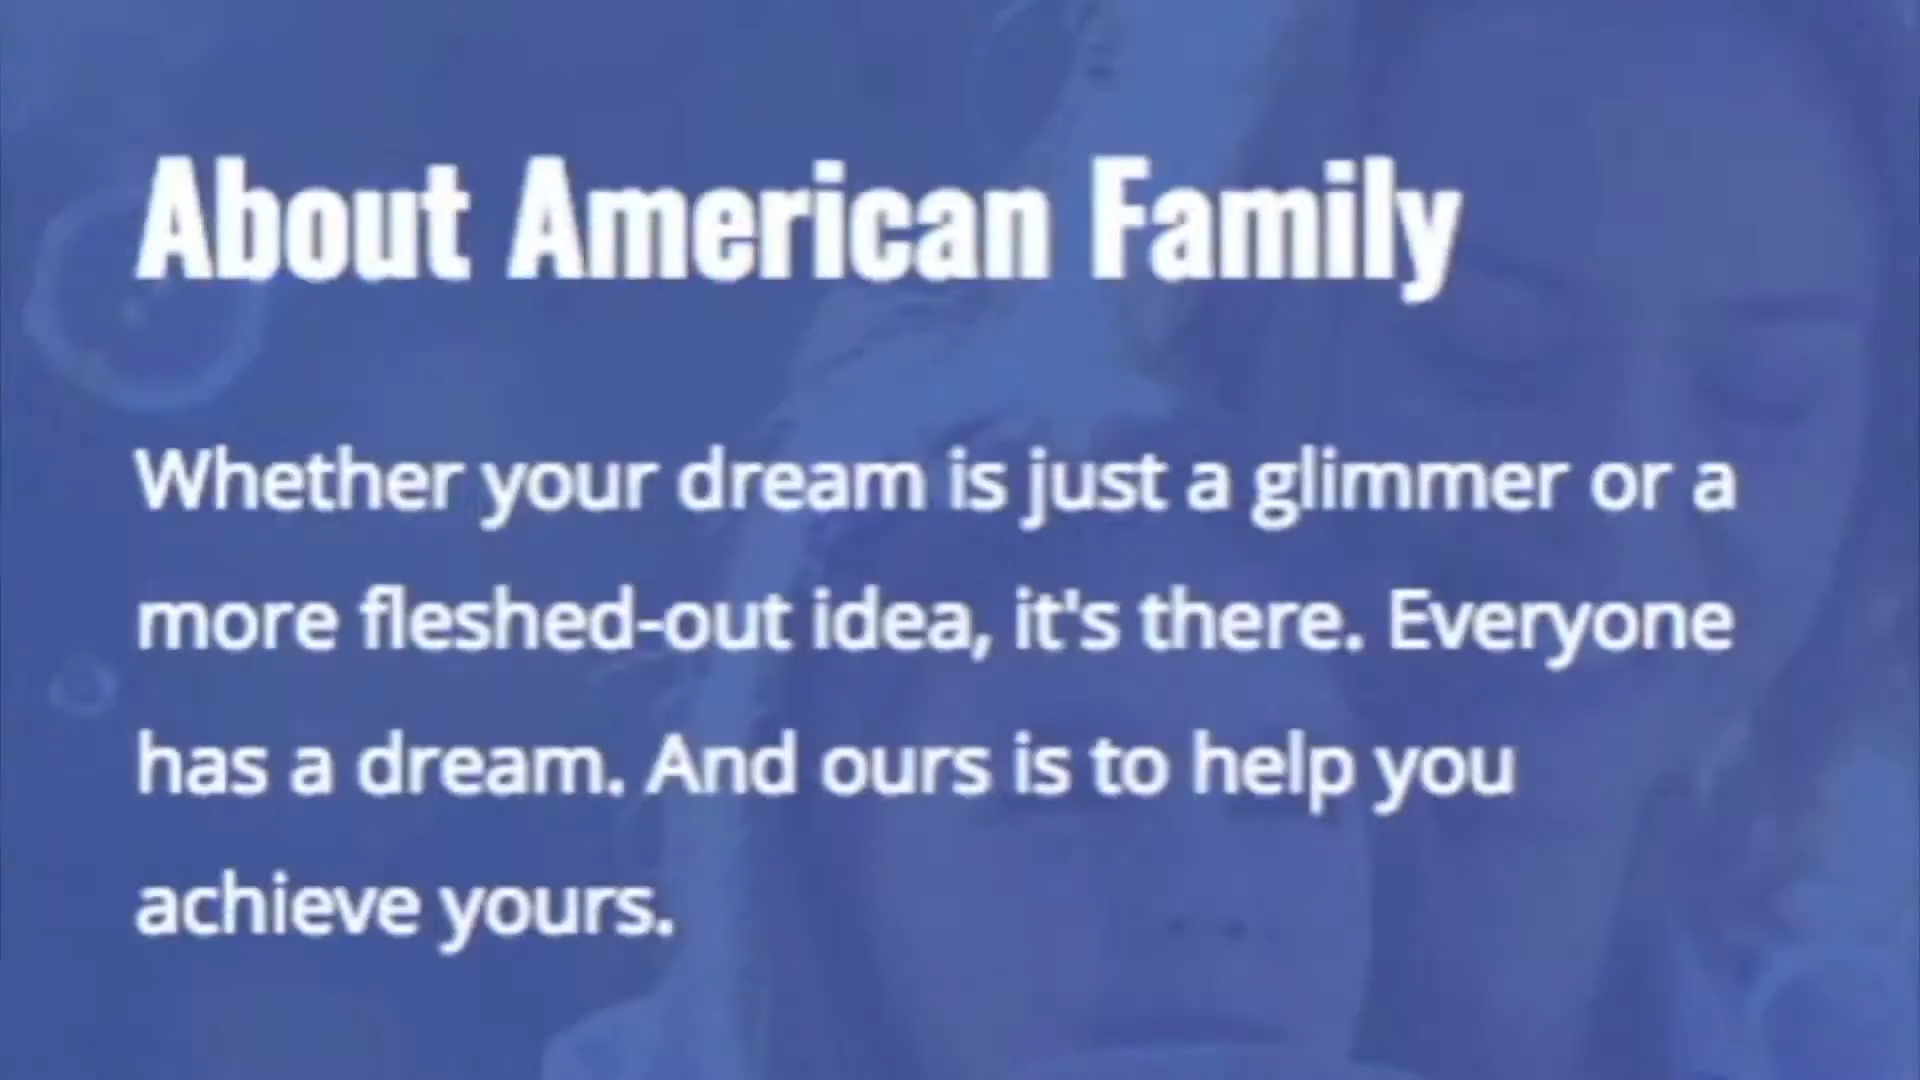 About American Family
Whether your dream is just a glimmer or a
more fleshed-out idea, it's there. Everyone
has a dream. And ours is to help you
achieve yours.